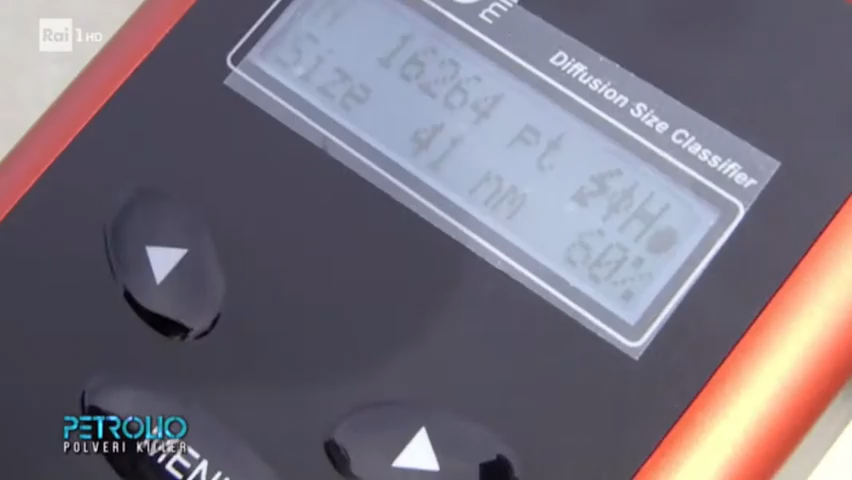 Rai 1 HD
Diffusion Size Classifier
N 16264 pt
Size 41 nm 60%
PETROLIO
POLVERI KILLER